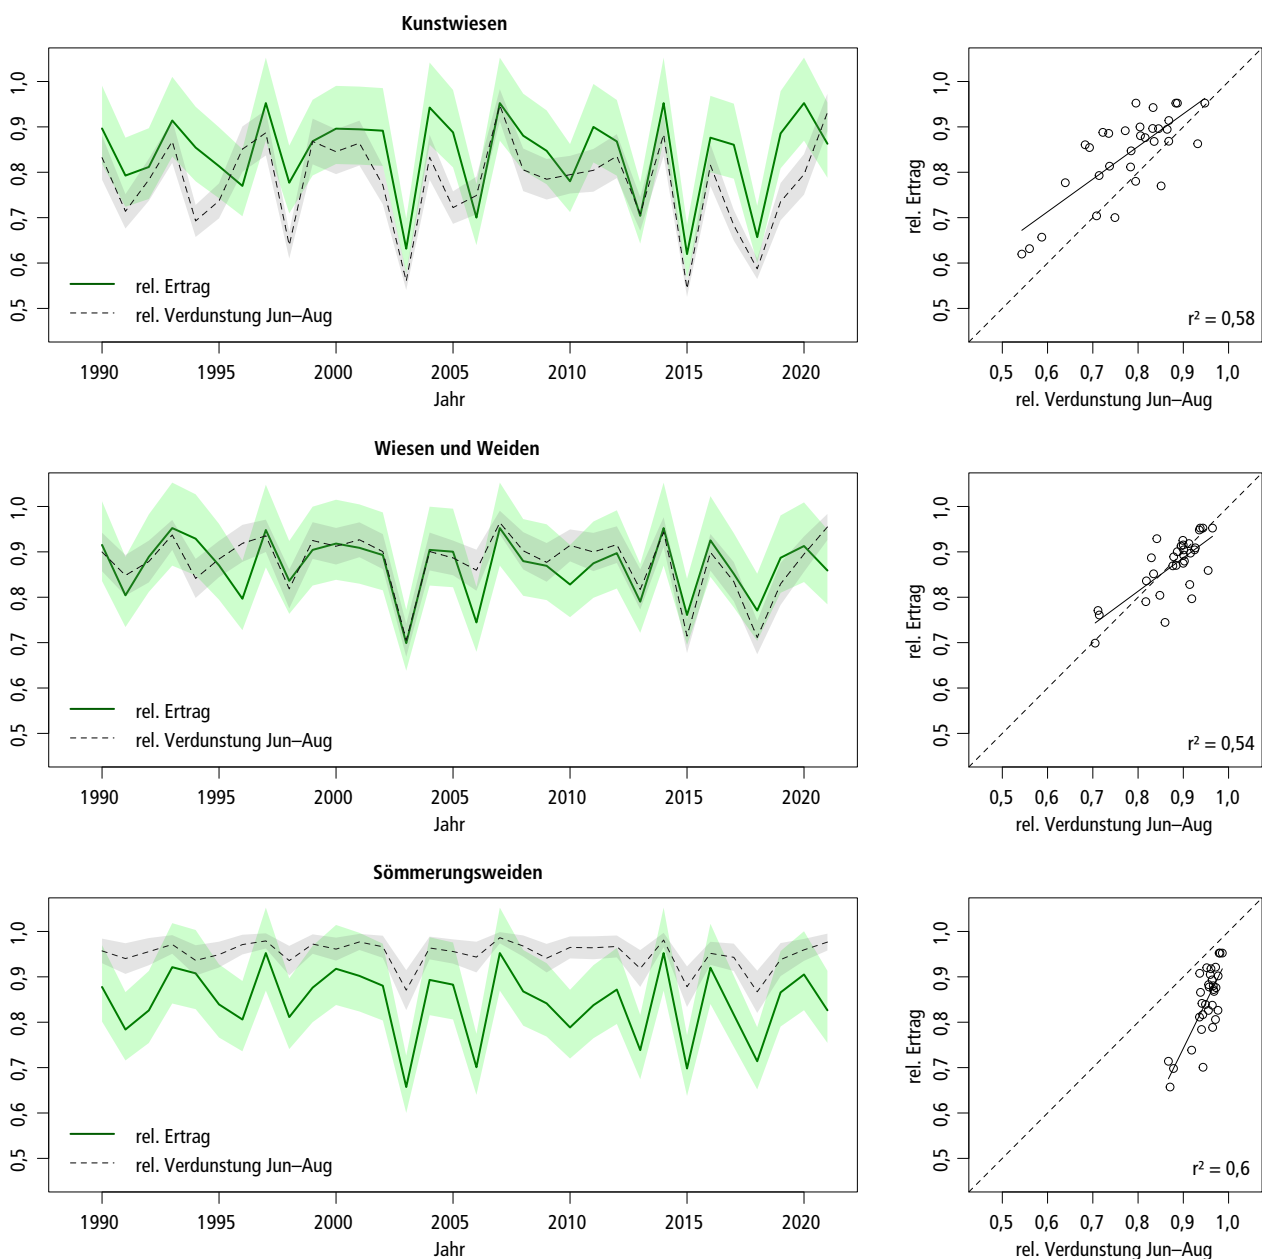 Kunstwiesen
1,0
0,9
0,8
0,7
0,6
0,5
rel. Ertrag
rel. Verdunstung Jun–Aug
1990 1995 2000 2005 2010 2015 2020
Jahr
rel. Ertrag
1,0
0,9
0,8
0,7
0,6
0,5
r² = 0,58
0,5 0,6 0,7 0,8 0,9 1,0
rel. Verdunstung Jun–Aug
Wiesen und Weiden
1,0
0,9
0,8
0,7
0,6
0,5
rel. Ertrag
rel. Verdunstung Jun–Aug
1990 1995 2000 2005 2010 2015 2020
Jahr
rel. Ertrag
1,0
0,9
0,8
0,7
0,6
0,5
r² = 0,54
0,5 0,6 0,7 0,8 0,9 1,0
rel. Verdunstung Jun–Aug
Sömmerungsweiden
1,0
0,9
0,8
0,7
0,6
0,5
rel. Ertrag
rel. Verdunstung Jun–Aug
1990 1995 2000 2005 2010 2015 2020
Jahr
rel. Ertrag
1,0
0,9
0,8
0,7
0,6
0,5
r² = 0,6
0,5 0,6 0,7 0,8 0,9 1,0
rel. Verdunstung Jun–Aug